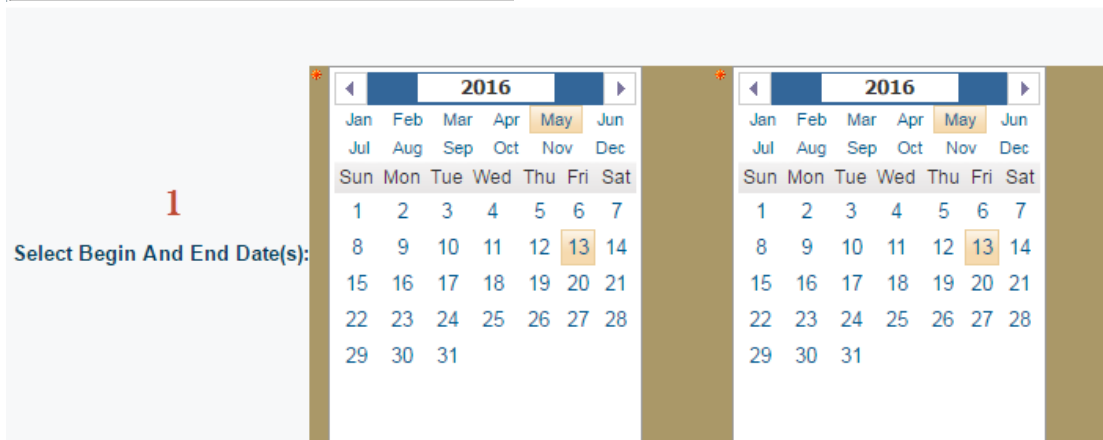 2016 2016
Jan Feb Mar Apr May Jun Jan Feb Mar Apr May Jun
Jul Aug Sep Oct Nov Dec Jul Aug Sep Oct Nov Dec
Sun Mon Tue Wed Thu Fri Sat Sun Mon Tue Wed Thu Fri Sat
1
1 2 3 4 5 6 7 1 2 3 4 5 6 7
Select Begin And End Date(s): 8 9 10 11 12 13 14 8 9 10 11 12 13 14
15 16 17 18 19 20 21 15 16 17 18 19 20 21
22 23 24 25 26 27 28 22 23 24 25 26 27 28
29 30 31 29 30 31